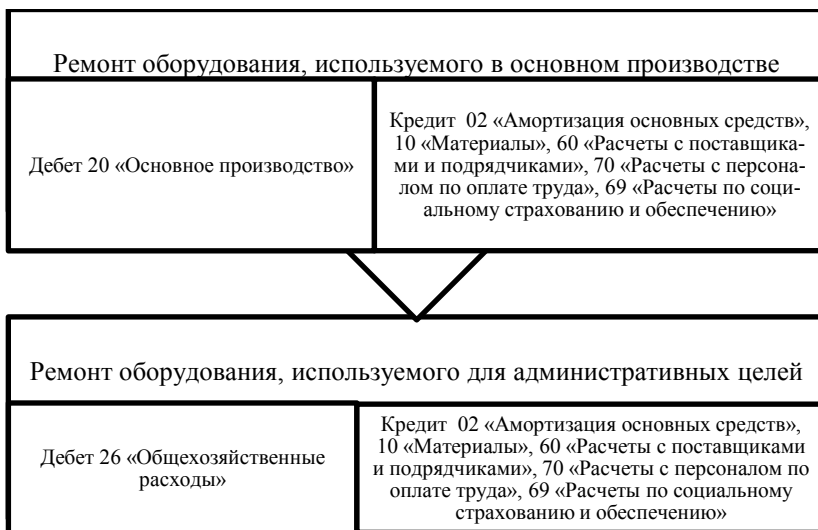 Ремонт оборудования, используемого в основном производстве
Дебет 20 «Основное производство»
Кредит 02 «Амортизация основных средств»,
10 «Материалы», 60 «Расчеты с поставщика-
ми и подрядчиками», 70 «Расчеты с персона-
лом по оплате труда», 69 «Расчеты по соци-
альному страхованию и обеспечению»
Ремонт оборудования, используемого для административных целей
Дебет 26 «Общехозяйственные
расходы»
Кредит 02 «Амортизация основных средств»,
10 «Материалы», 60 «Расчеты с поставщиками
и подрядчиками», 70 «Расчеты с персоналом по
оплате труда», 69 «Расчеты по социальному
страхованию и обеспечению»